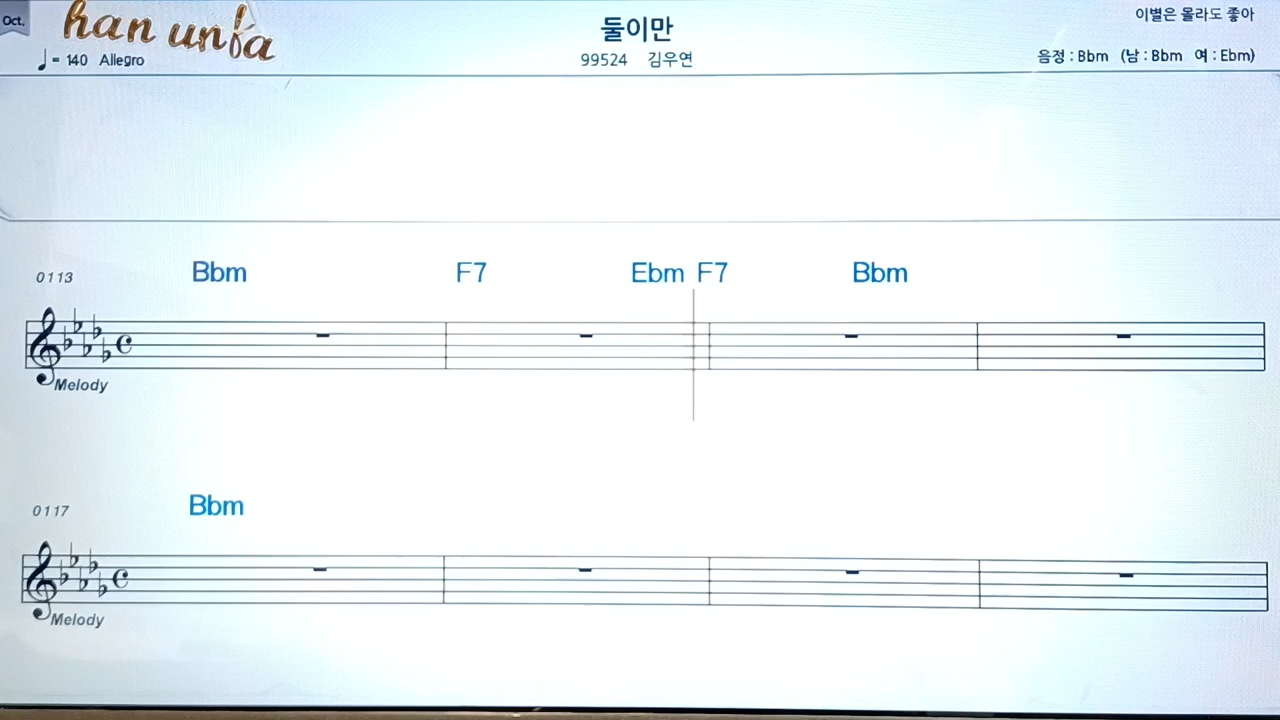 Oct.
han unfa
♩= 140 Allegro
둘이만
99524 김우연
이별은 몰라도 좋아
음정 : Bbm (남 : Bbm 여 : Ebm)
0113
Bbm F7 Ebm F7 Bbm
Melody
0117
Bbm
Melody